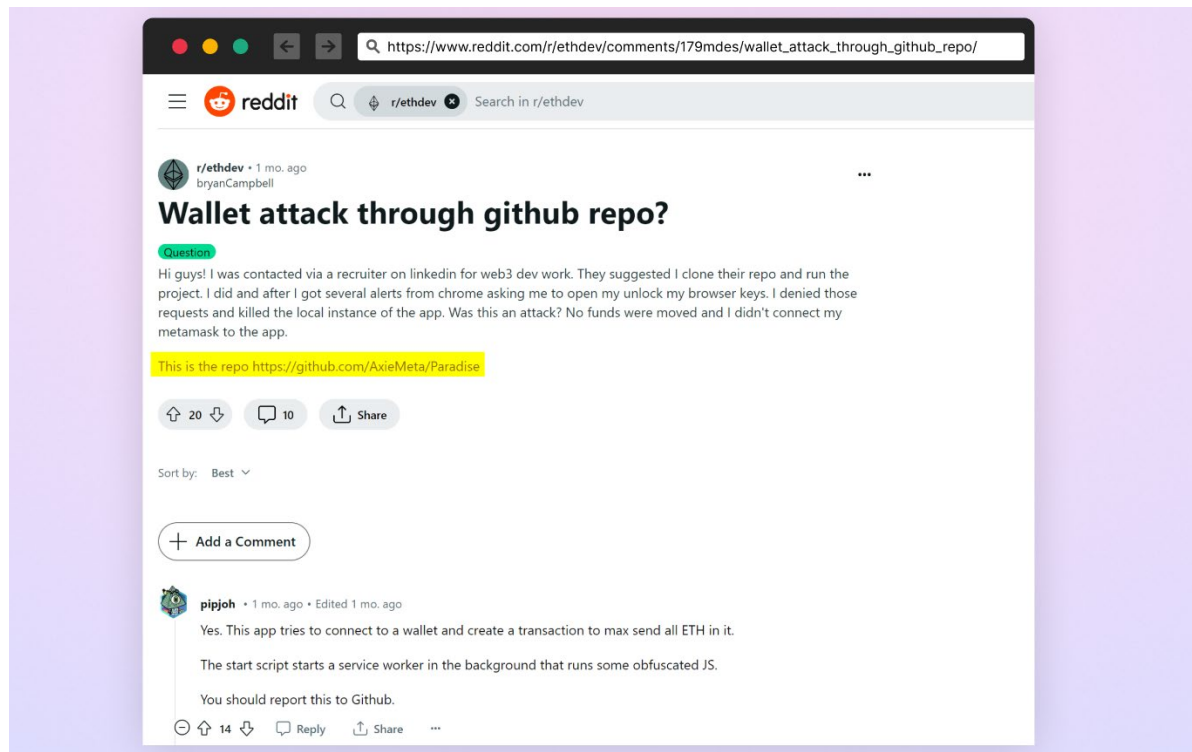 https://www.reddit.com/r/ethdev/comments/179mdes/wallet_attack_through_github_repo/
reddit
r/ethdev
Search in r/ethdev
r/ethdev • 1 mo. ago
bryanCampbell
Wallet attack through github repo?
Question
Hi guys! I was contacted via a recruiter on linkedin for web3 dev work. They suggested I clone their repo and run the
project. I did and after I got several alerts from chrome asking me to open my unlock my browser keys. I denied those
requests and killed the local instance of the app. Was this an attack? No funds were moved and I didn't connect my
metamask to the app.
This is the repo https://github.com/AxieMeta/Paradise
20
10
Share
Sort by: Best
Add a Comment
pipjoh • 1 mo. ago • Edited 1 mo. ago
Yes. This app tries to connect to a wallet and create a transaction to max send all ETH in it.
The start script starts a service worker in the background that runs some obfuscated JS.
You should report this to Github.
14
Reply
Share